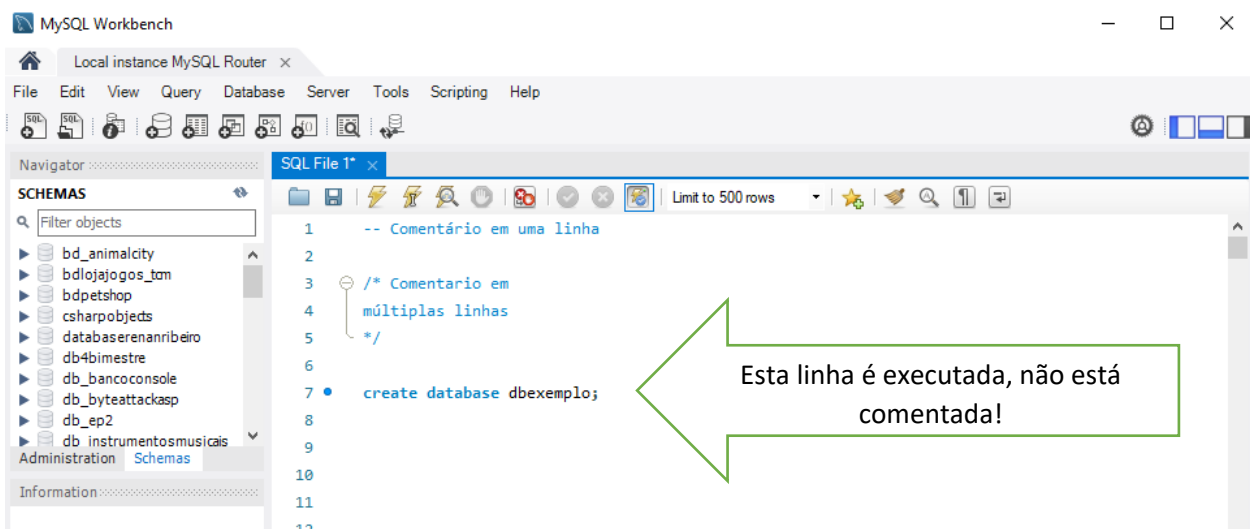 MySQL Workbench
Local instance MySQL Router
File Edit View Query Database Server Tools Scripting Help
Navigator
SQL File 1*
SCHEMAS
Limit to 500 rows
Filter objects
bd_animalcity
bdlojajogos_tcm
bdpetshop
csharpobjects
databaserenanribeiro
db4bimestre
db_bancoconsole
db_byteattackasp
db_ep2
db_instrumentosmusicais
Administration Schemas
Information
1 -- Comentário em uma linha
2
3 /* Comentario em
4 múltiplas linhas
5 */
6
7 create database dbexemplo;
8
9
10
11
12
Esta linha é executada, não está
comentada!